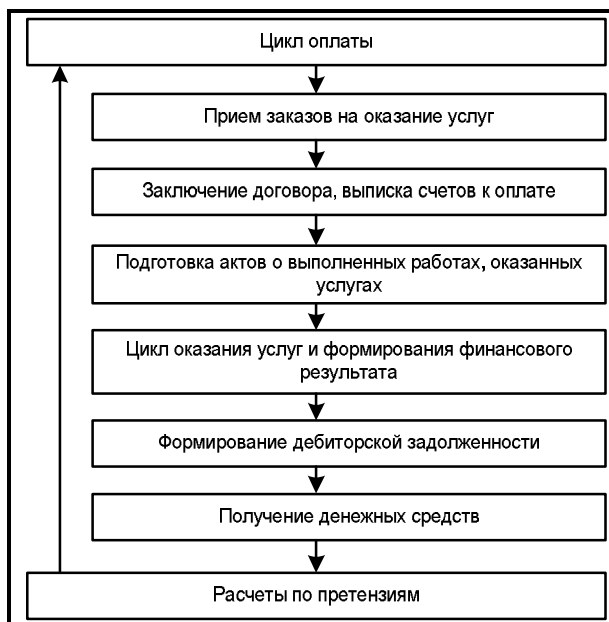 Цикл оплаты
Прием заказов на оказание услуг
Заключение договора, выписка счетов к оплате
Подготовка актов о выполненных работах, оказанных
услугах
Цикл оказания услуг и формирования финансового
результата
Формирование дебиторской задолженности
Получение денежных средств
Расчеты по претензиям